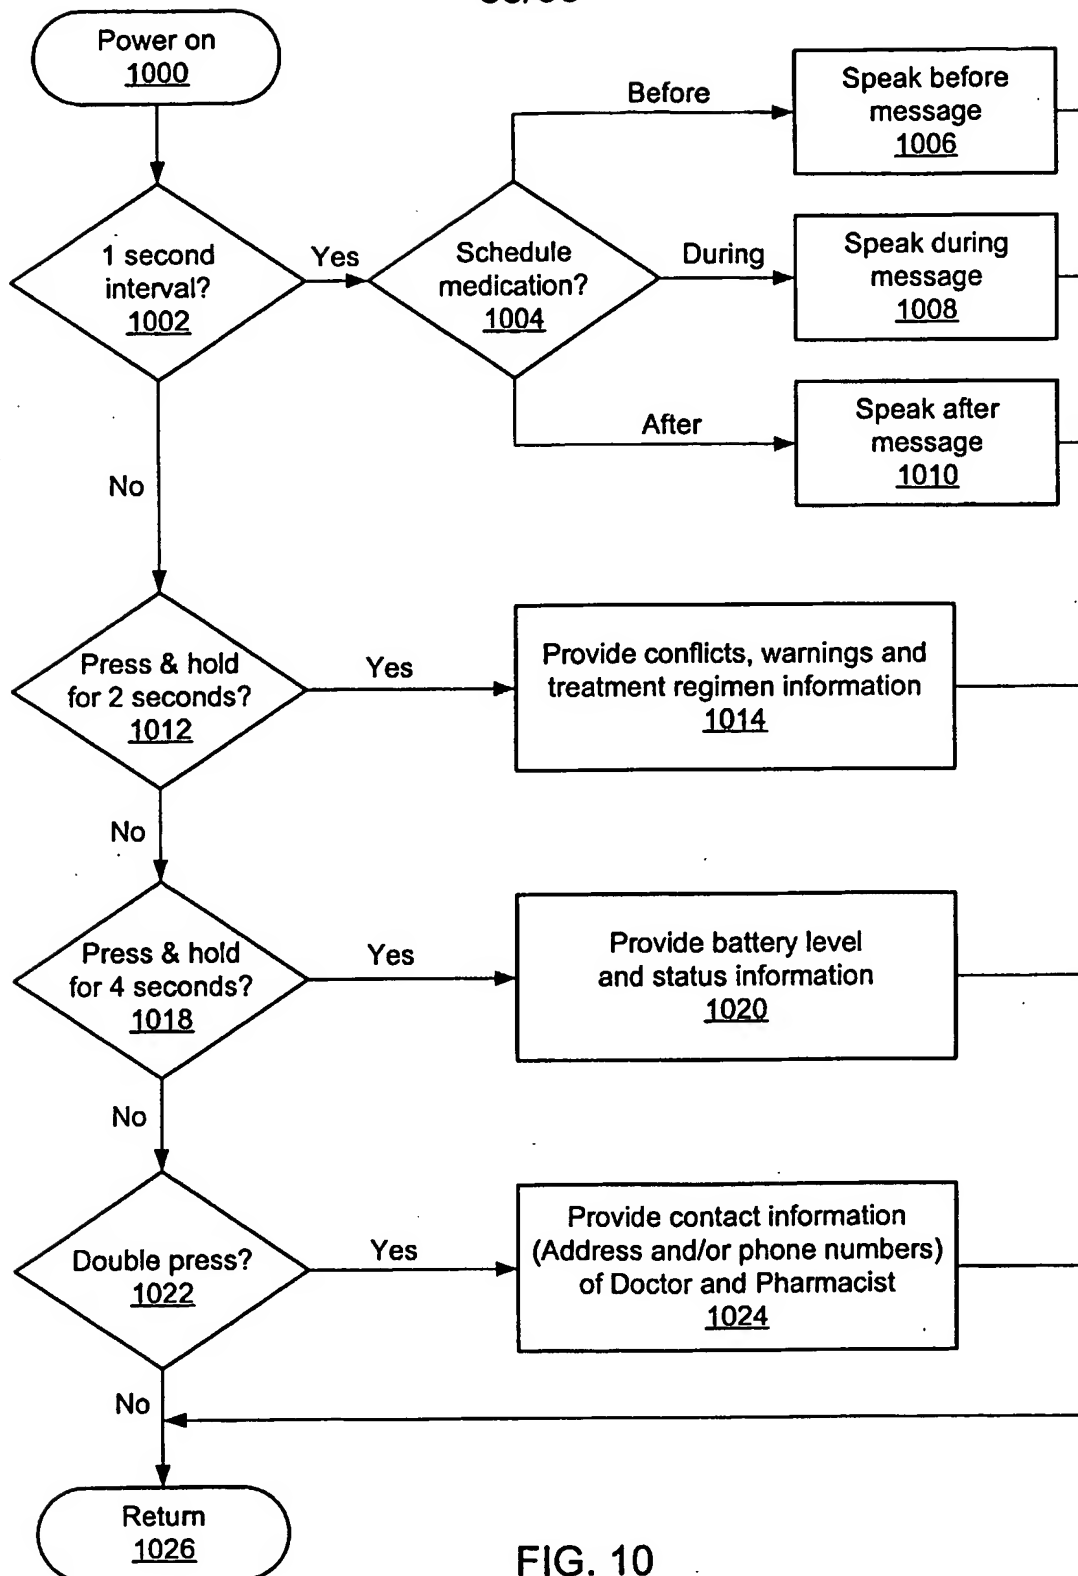 Power on
1000
Before
Speak before
message
1006
1 second
interval?
1002
Yes
Schedule
medication?
1004
During
Speak during
message
1008
After
Speak after
message
1010
No
Press & hold
for 2 seconds?
1012
Yes
Provide conflicts, warnings and
treatment regimen information
1014
No
Press & hold
for 4 seconds?
1018
Yes
Provide battery level
and status information
1020
No
Double press?
1022
Yes
Provide contact information
(Address and/or phone numbers)
of Doctor and Pharmacist
1024
No
Return
1026
FIG. 10